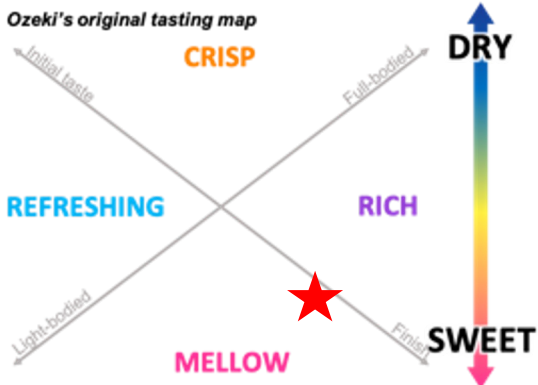 Ozeki's original tasting map
CRISP
DRY
Initial taste
Full-bodied
REFRESHING
RICH
Light-bodied
Finish
SWEET
MELLOW